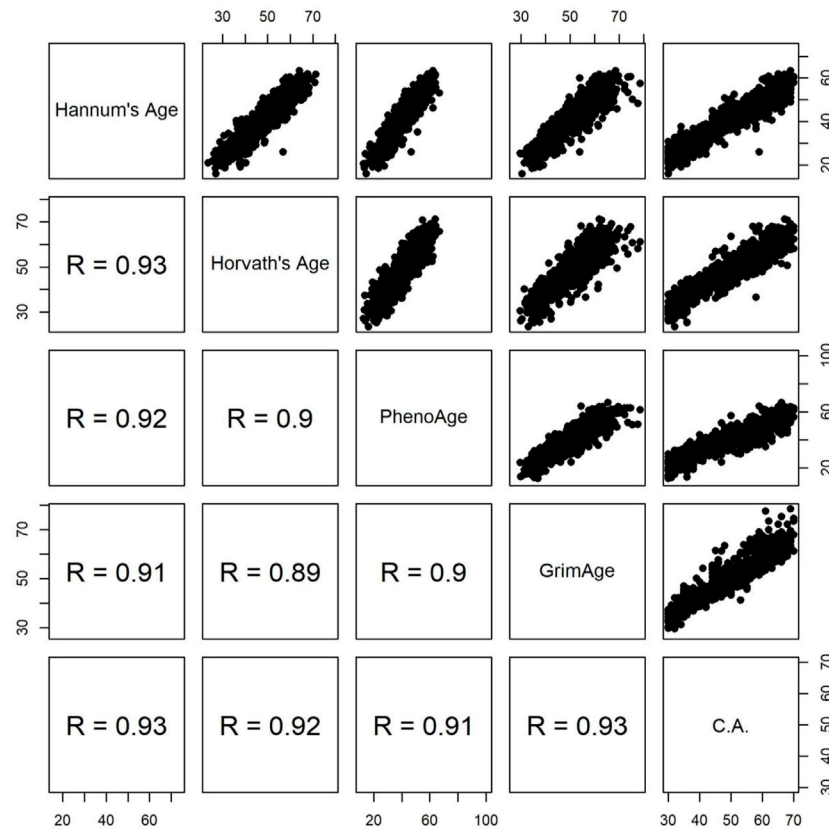 30 50 70
30 50 70
Hannum's Age
20 40 60
30 50 70
R = 0.93
Horvath's Age
R = 0.92
R = 0.9
PhenoAge
20 60 100
30 50 70
R = 0.91
R = 0.89
R = 0.9
GrimAge
R = 0.93
R = 0.92
R = 0.91
R = 0.93
C.A.
30 40 50 60 70
20 40 60
20 60 100
30 40 50 60 70